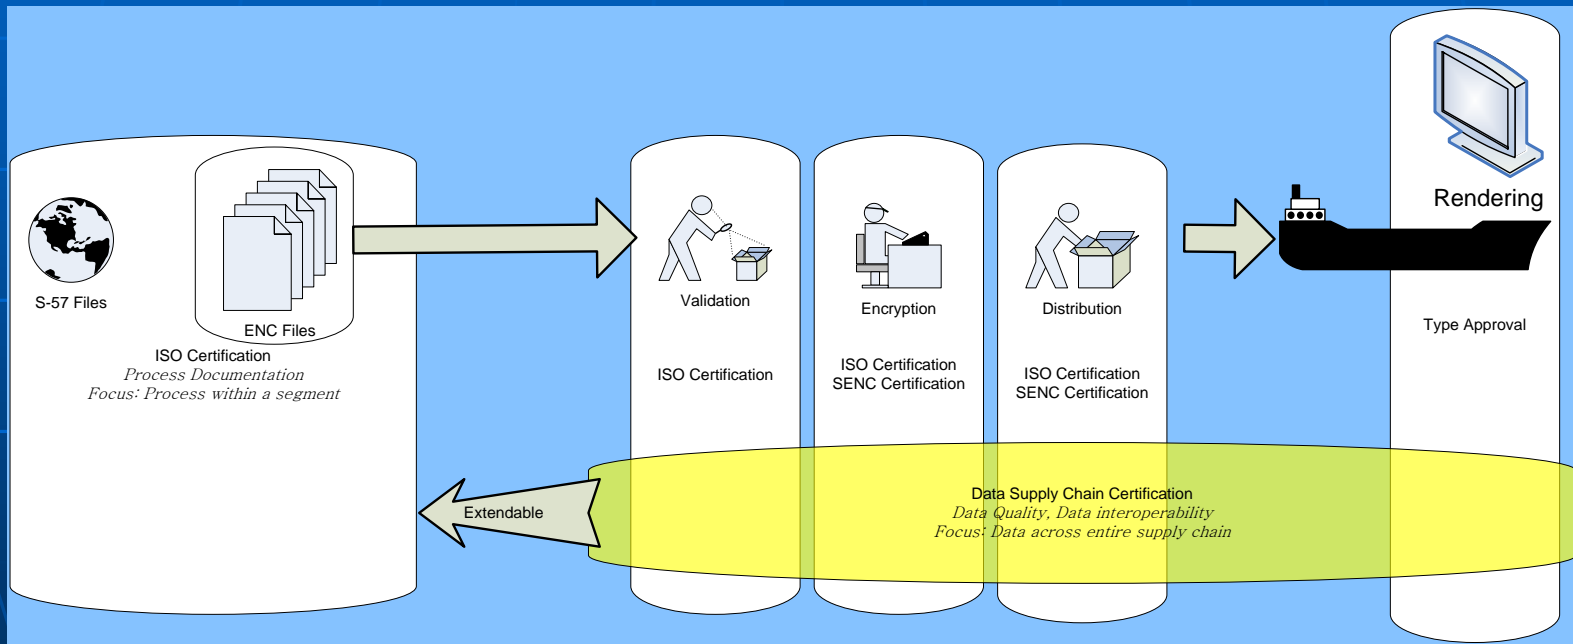 S-57 Files
ENC Files
ISO Certification
Process Documentation
Focus: Process within a segment
Validation
ISO Certification
Encryption
ISO Certification
SENC Certification
Distribution
ISO Certification
SENC Certification
Rendering
Type Approval
Extendable
Data Supply Chain Certification
Data Quality, Data interoperability
Focus: Data across entire supply chain